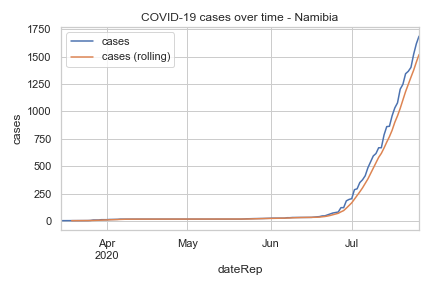 COVID-19 cases over time - Namibia
cases
cases (rolling)
1750
1500
1250
1000
750
500
250
0
cases
Apr
2020
May
Jun
Jul
dateRep